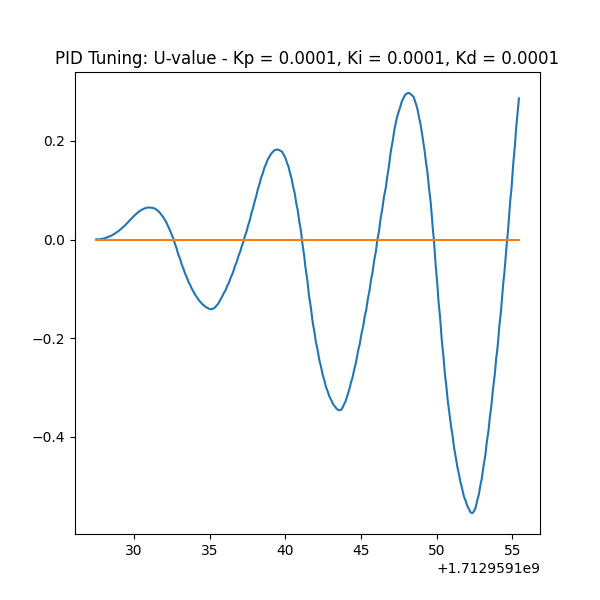 PID Tuning: U-value - Kp = 0.0001, Ki = 0.0001, Kd = 0.0001
0.2
0.0
−0.2
−0.4
30 35 40 45 50 55
+1.7129591e9